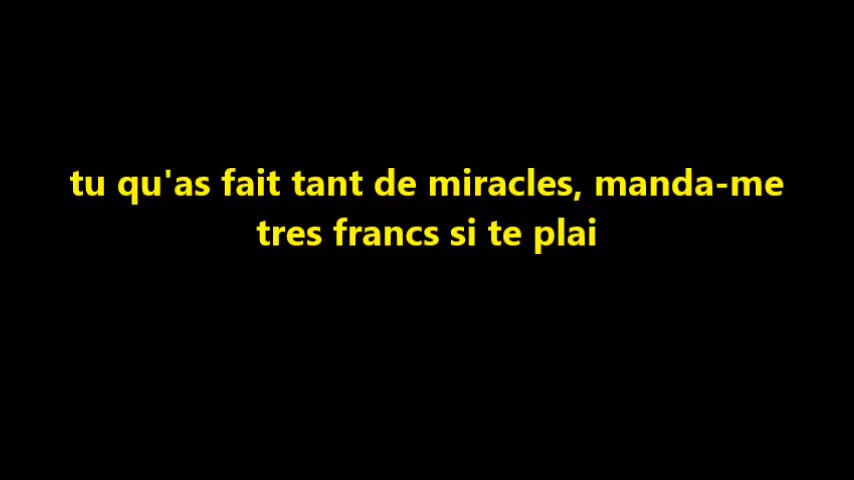 tu qu'as fait tant de miracles, manda-me
tres francs si te plai